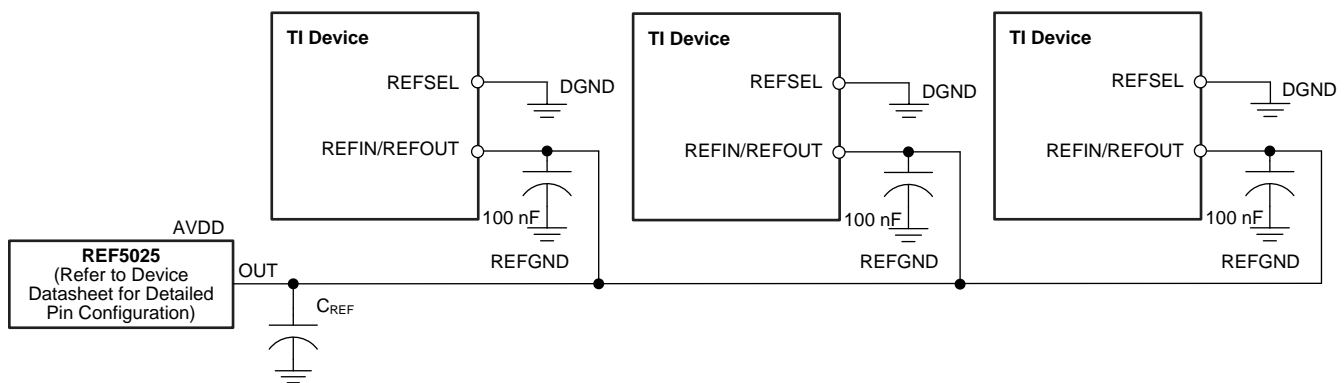 TI Device
REFSEL
DGND
REFIN/REFOUT
100 nF
REFGND
TI Device
REFSEL
DGND
REFIN/REFOUT
100 nF
REFGND
TI Device
REFSEL
DGND
REFIN/REFOUT
100 nF
REFGND
AVDD
REF5025
(Refer to Device
Datasheet for Detailed
Pin Configuration)
OUT
CREF